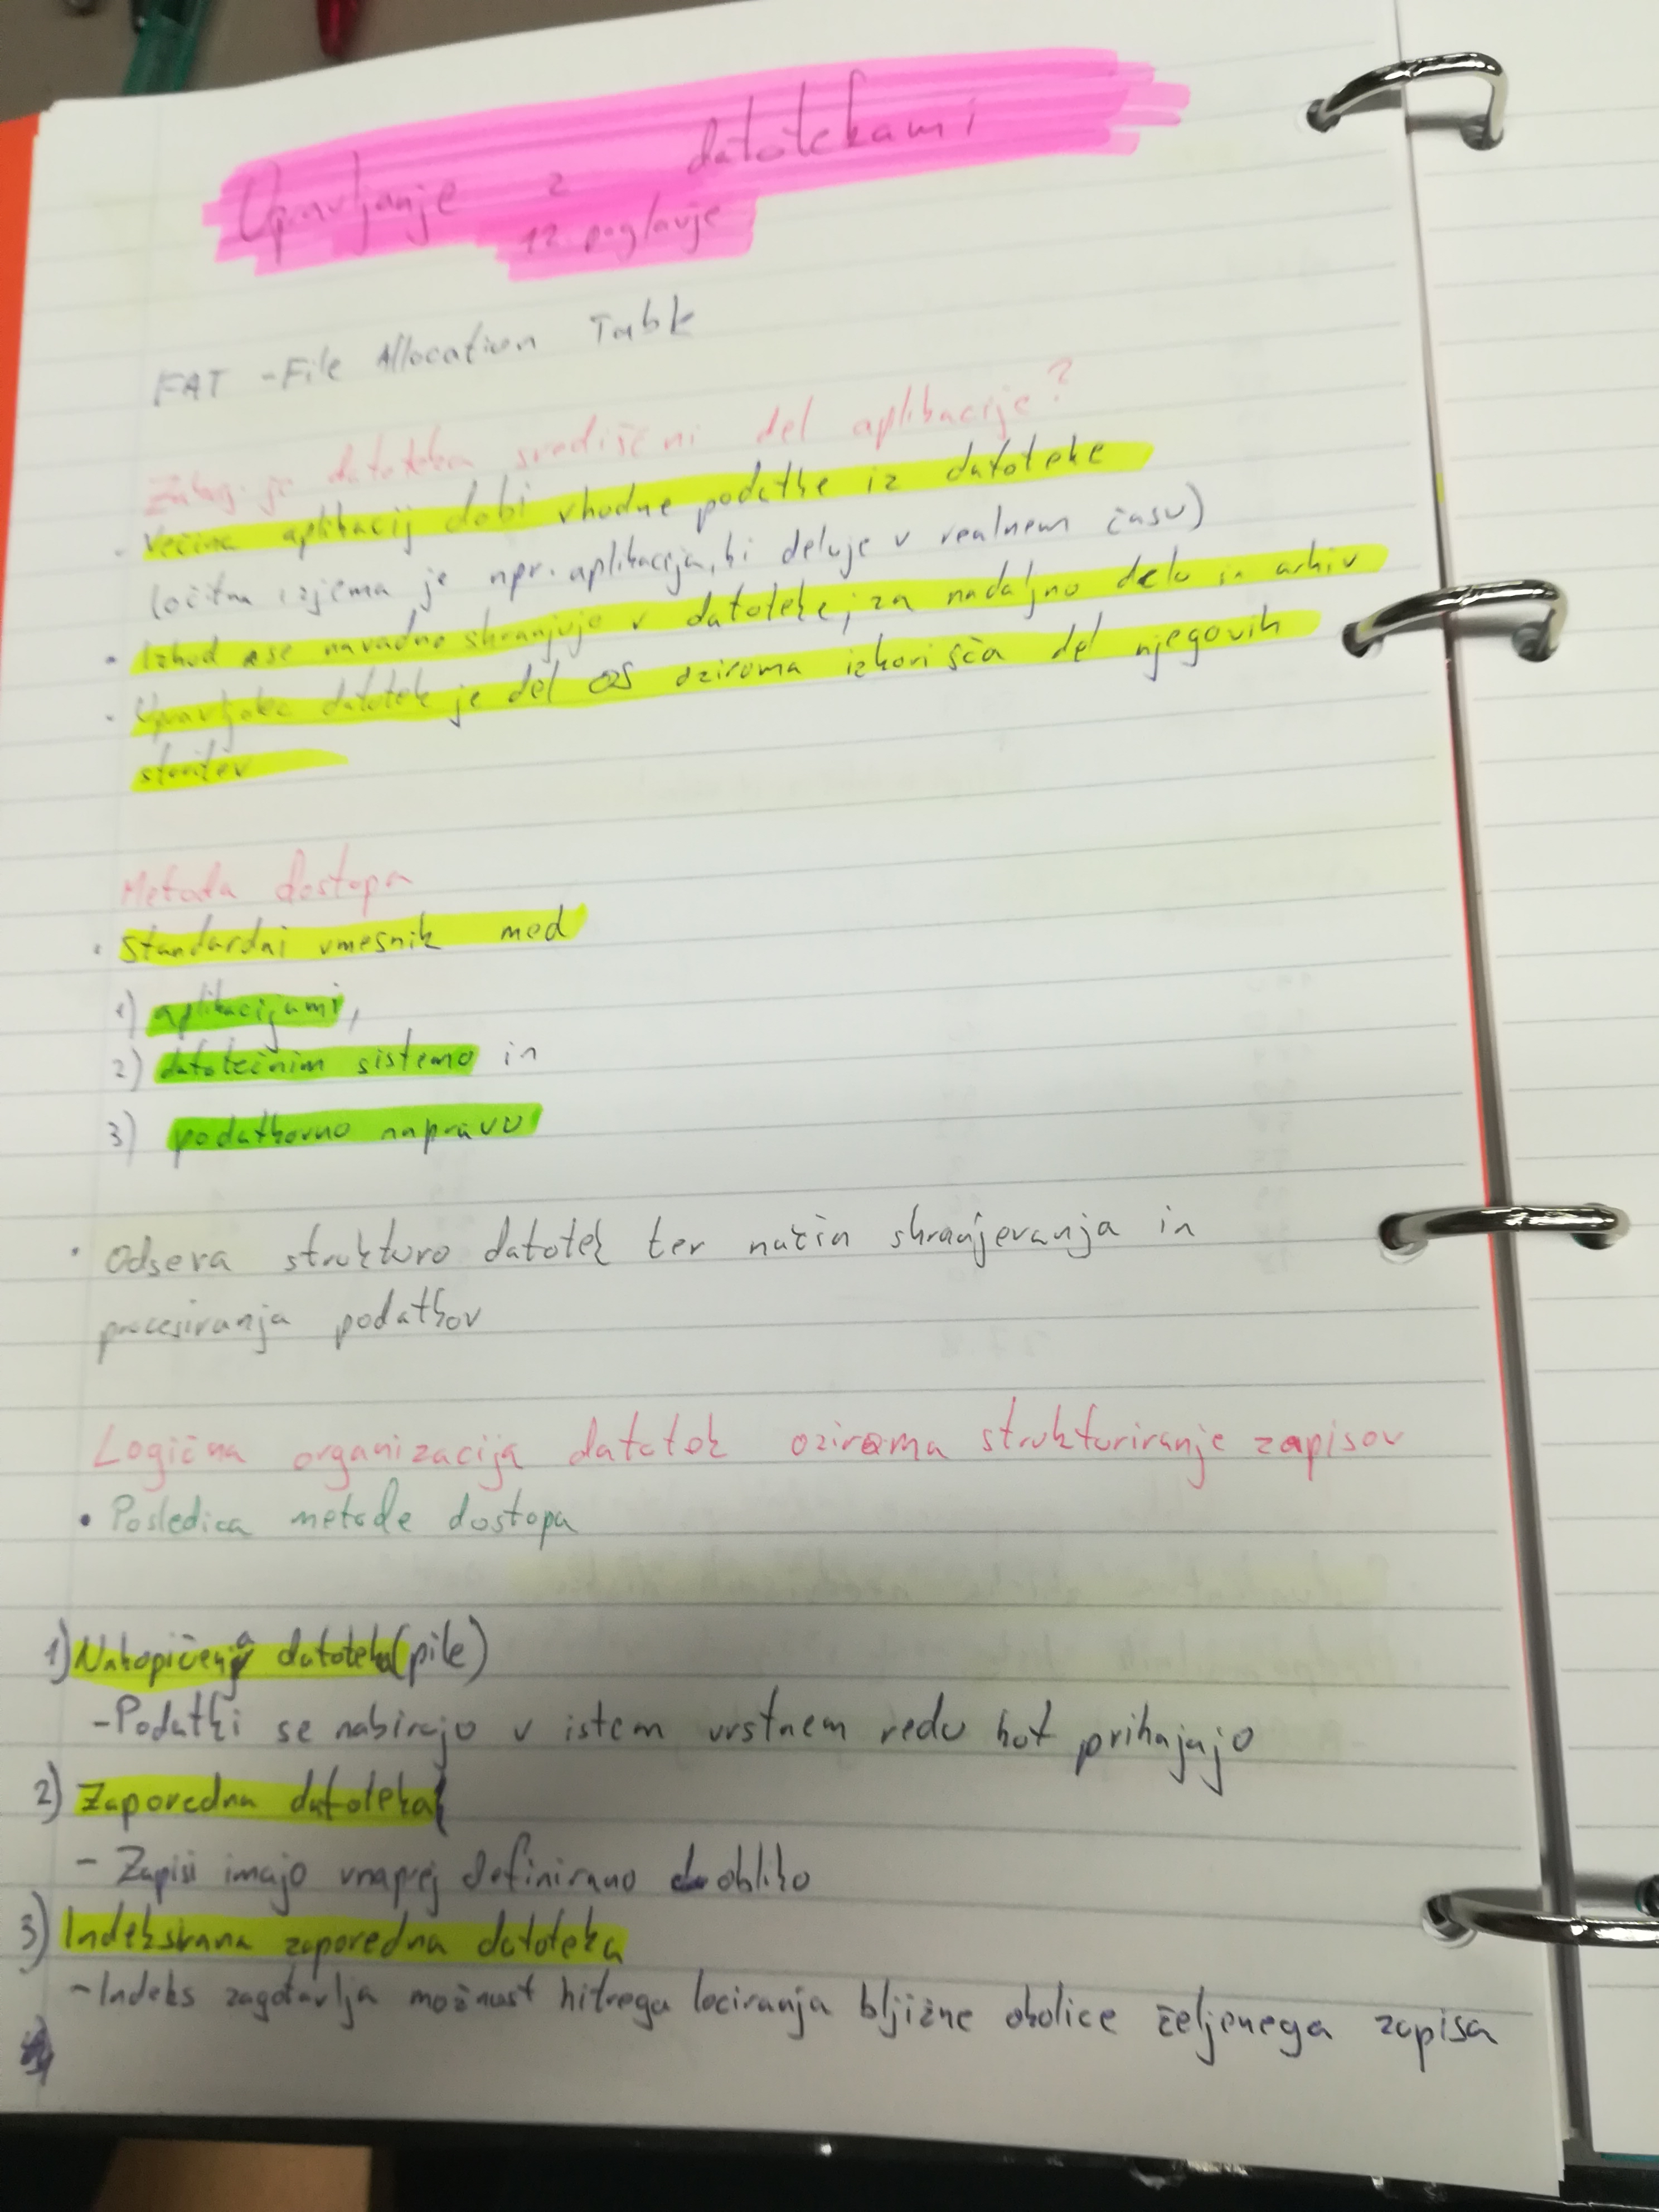 Upravljanje z datotekami
12. poglavje
FAT - File Allocation Table
Zakaj je datoteka središčni del aplikacije?
- Večina aplikacij dobi vhodne podatke iz datoteke
(očitna izjema je npr. aplikacija, ki deluje v realnem času)
• Izhod se navadno shranjuje v datoteke, za nadaljno delo in arhiv
- Upravljalec datotek je del OS oziroma izkorišča del njegovih
storitev
Metoda dostopa
• Standardni vmesnik med
1) aplikacijami,
2) datotečnim sistemo in
3) podatkovno napravo
• Odseva strukturo datotek ter način shranjevanja in
procesiranja podatkov
Logična organizacija datotek oziroma strukturiranje zapisov
• Posledica metode dostopa
1) Nakopičena datoteka (pile)
- Podatki se nabirajo v istem vrstnem redu kot prihajajo
2) Zaporedna datoteka
- Zapisi imajo vnaprej definirano obliko
3) Indeksirana zaporedna datoteka
- Indeks zagotavlja možnost hitrega lociranja bljižne okolice željenega zapisa